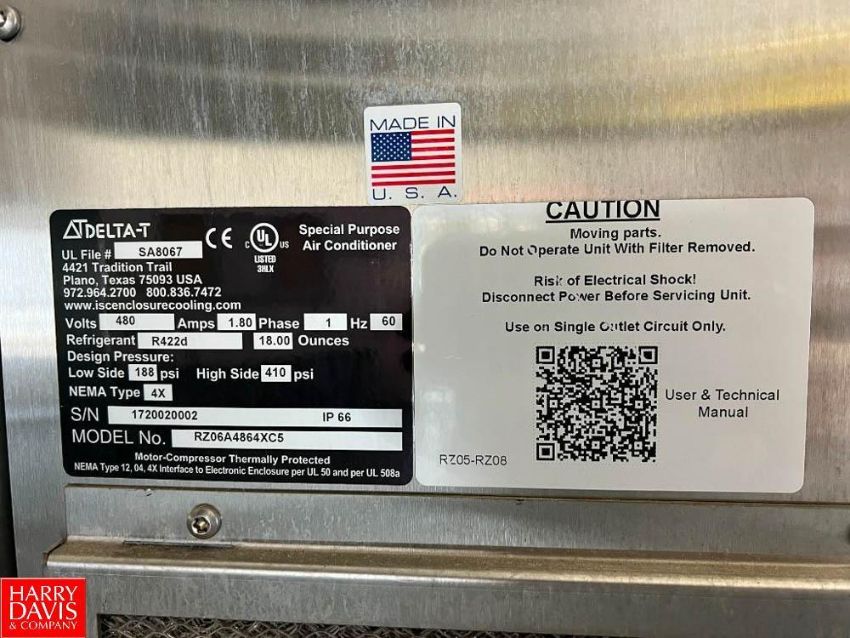 MADE IN
U. S. A.
DELTA-T
UL File # SA8067
4421 Tradition Trail
Plano, Texas 75093 USA
972.964.2700 800.836.7472
www.iscenclosurecooling.com
CE
C UL US
LISTED
3HLX
Special Purpose
Air Conditioner
Volts 480 Amps 1.80 Phase 1 Hz 60
Refrigerant R422d 18.00 Ounces
Design Pressure:
Low Side 188 psi High Side 410 psi
NEMA Type 4X
S/N 1720020002 IP 66
MODEL No. RZ06A4864XC5
Motor-Compressor Thermally Protected
NEMA Type 12, 04, 4X Interface to Electronic Enclosure per UL 50 and per UL 508a
CAUTION
Moving parts.
Do Not Operate Unit With Filter Removed.
Risk of Electrical Shock!
Disconnect Power Before Servicing Unit.
Use on Single Outlet Circuit Only.
User & Technical
Manual
RZ05-RZ08
HARRY
DAVIS
& COMPANY